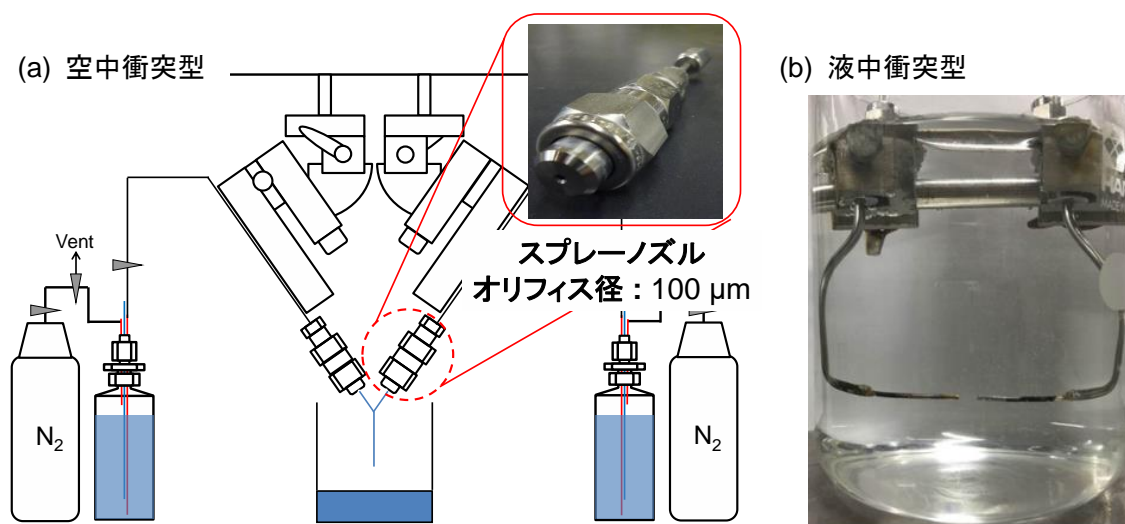 (a) 空中衝突型
(b) 液中衝突型
Vent
スプレーノズル
オリフィス径：100 µm
N2
N2